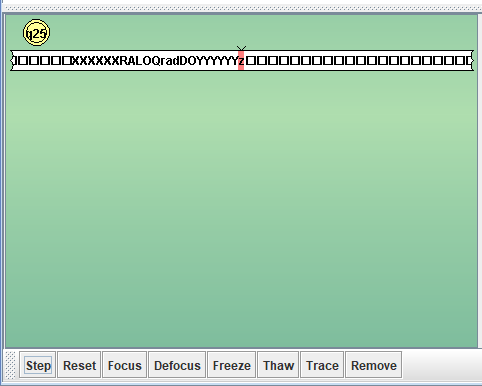 q25
XXXXXXRALOQradDOYYYYYYz
Step Reset Focus Defocus Freeze Thaw Trace Remove